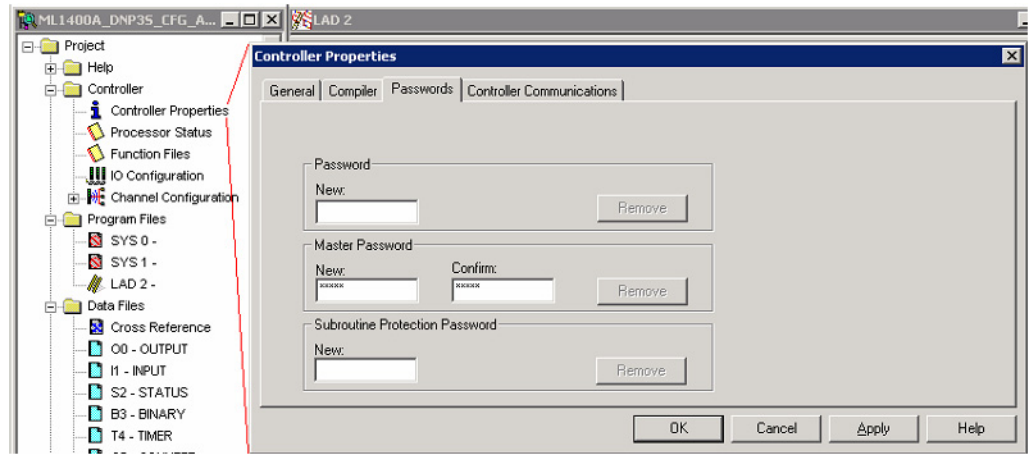 ML1400A_DNP3S_CFG_A...
LAD 2
Project
Help
Controller
Controller Properties
Processor Status
Function Files
IO Configuration
Channel Configuration
Program Files
SYS 0 -
SYS 1 -
LAD 2 -
Data Files
Cross Reference
O0 - OUTPUT
I1 - INPUT
S2 - STATUS
B3 - BINARY
T4 - TIMER
Controller Properties
General
Compiler
Passwords
Controller Communications
Password
New:
Remove
Master Password
New:
Confirm:
xxxxx
xxxxx
Remove
Subroutine Protection Password
New:
Remove
OK
Cancel
Apply
Help